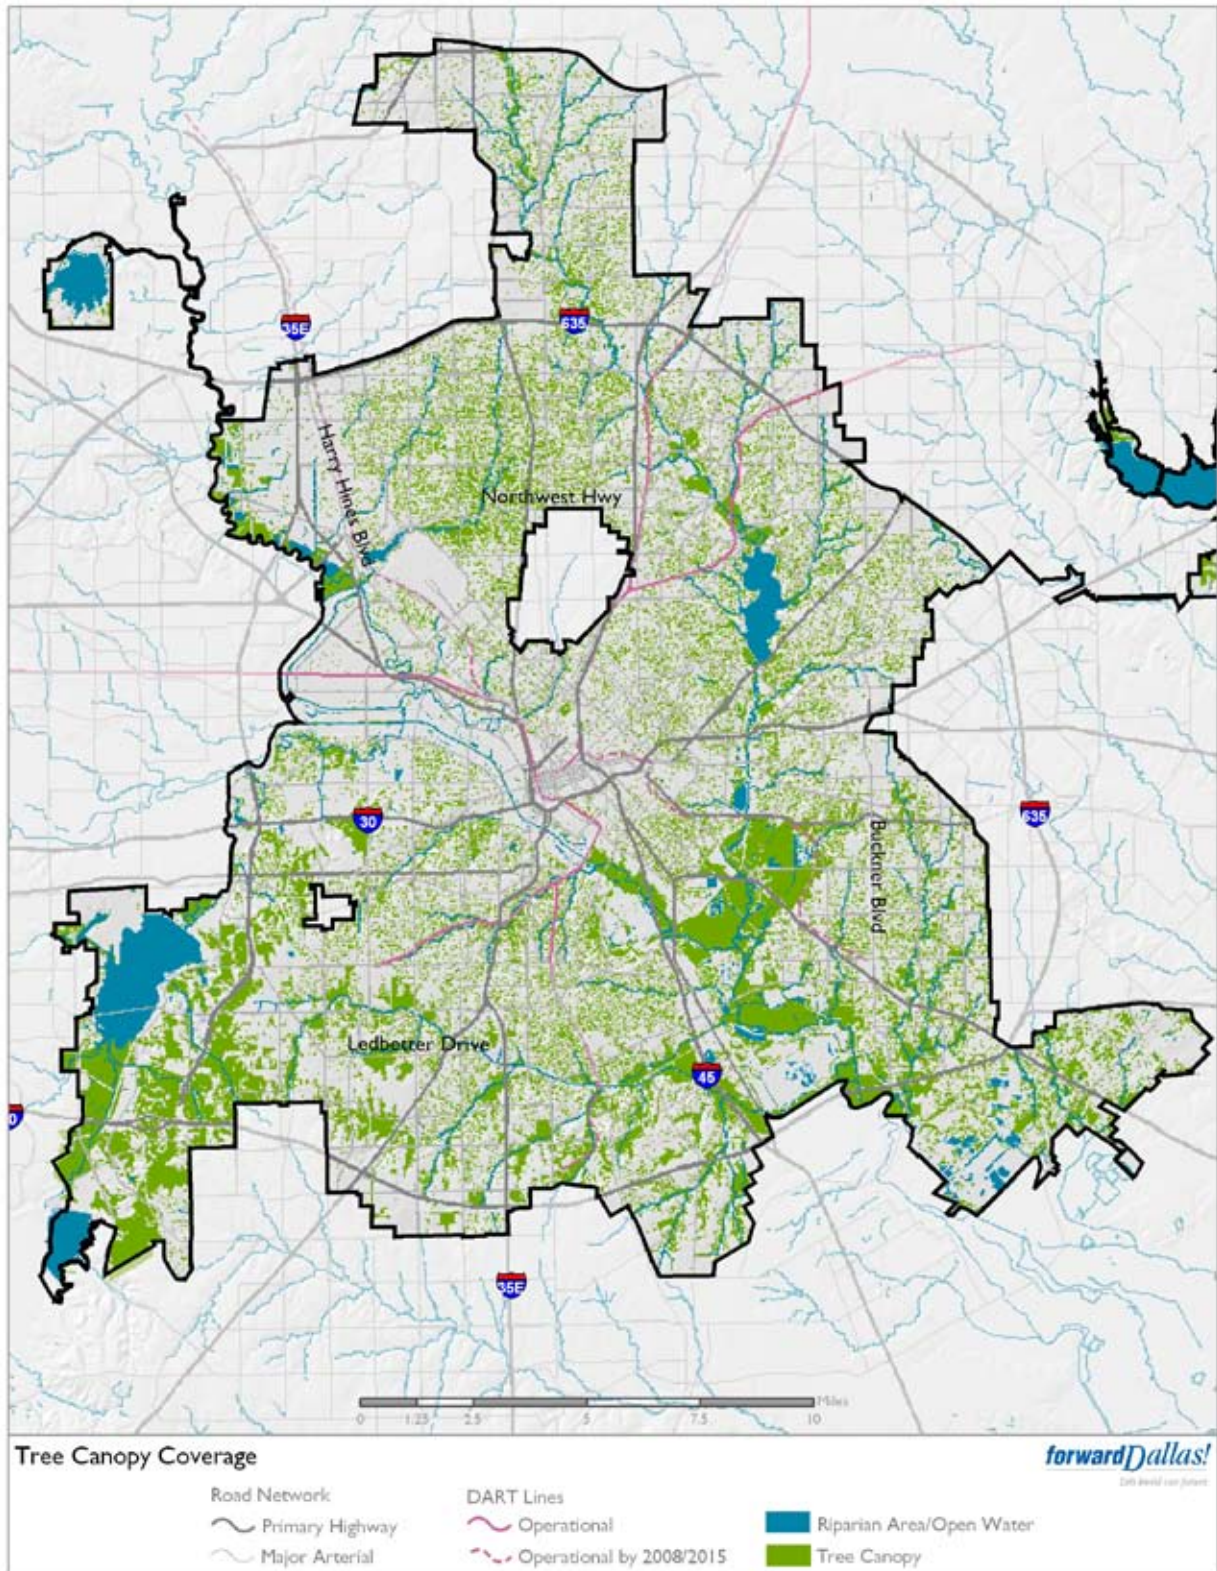 35E
635
Harry Hines Blvd
Northwest Hwy
30
635
Buckner Blvd
Ledbetter Drive
45
0
35E
Miles
0 1.25 2.5 5 7.5 10
Tree Canopy Coverage
forwardDallas!
Road Network
DART Lines
Primary Highway
Operational
Riparian Area/Open Water
Major Arterial
Operational by 2008/2015
Tree Canopy